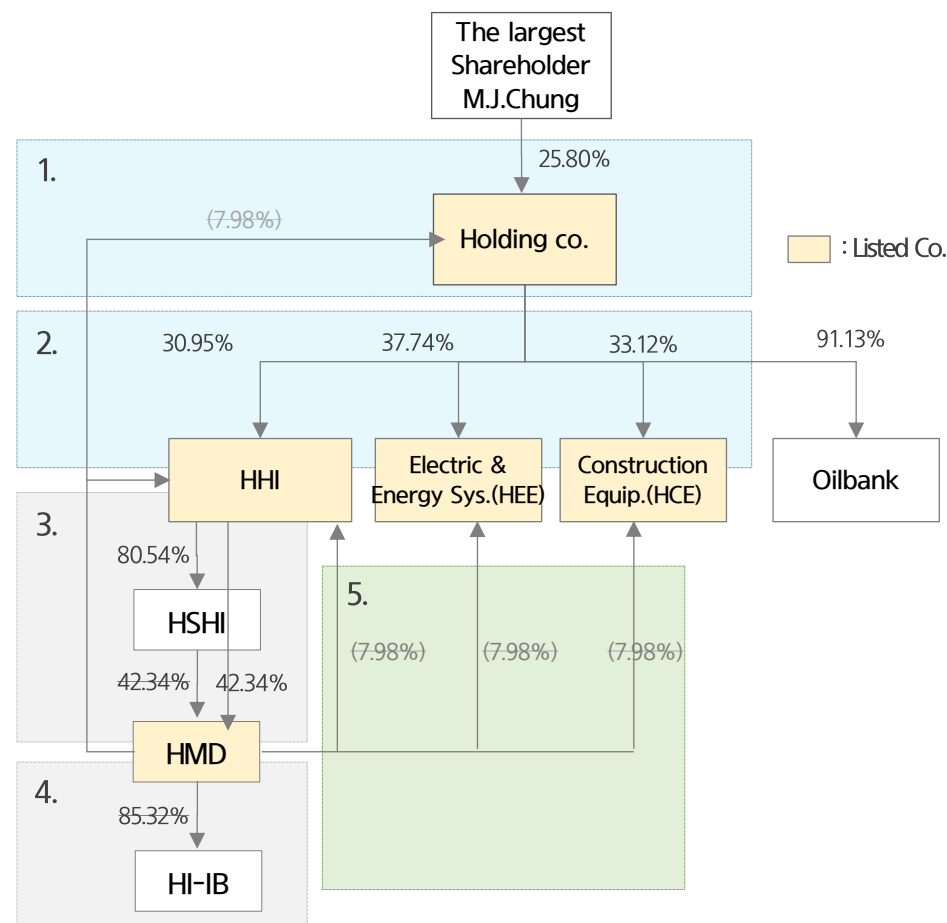 The largest
Shareholder
M.J.Chung
1.
25.80%
(7.98%)
Holding co.
: Listed Co.
2.
30.95%
37.74%
33.12%
91.13%
HHI
Electric &
Energy Sys.(HEE)
Construction
Equip.(HCE)
Oilbank
3.
80.54%
HSHI
42.34%
42.34%
HMD
5.
(7.98%)
(7.98%)
(7.98%)
4.
85.32%
HI-IB